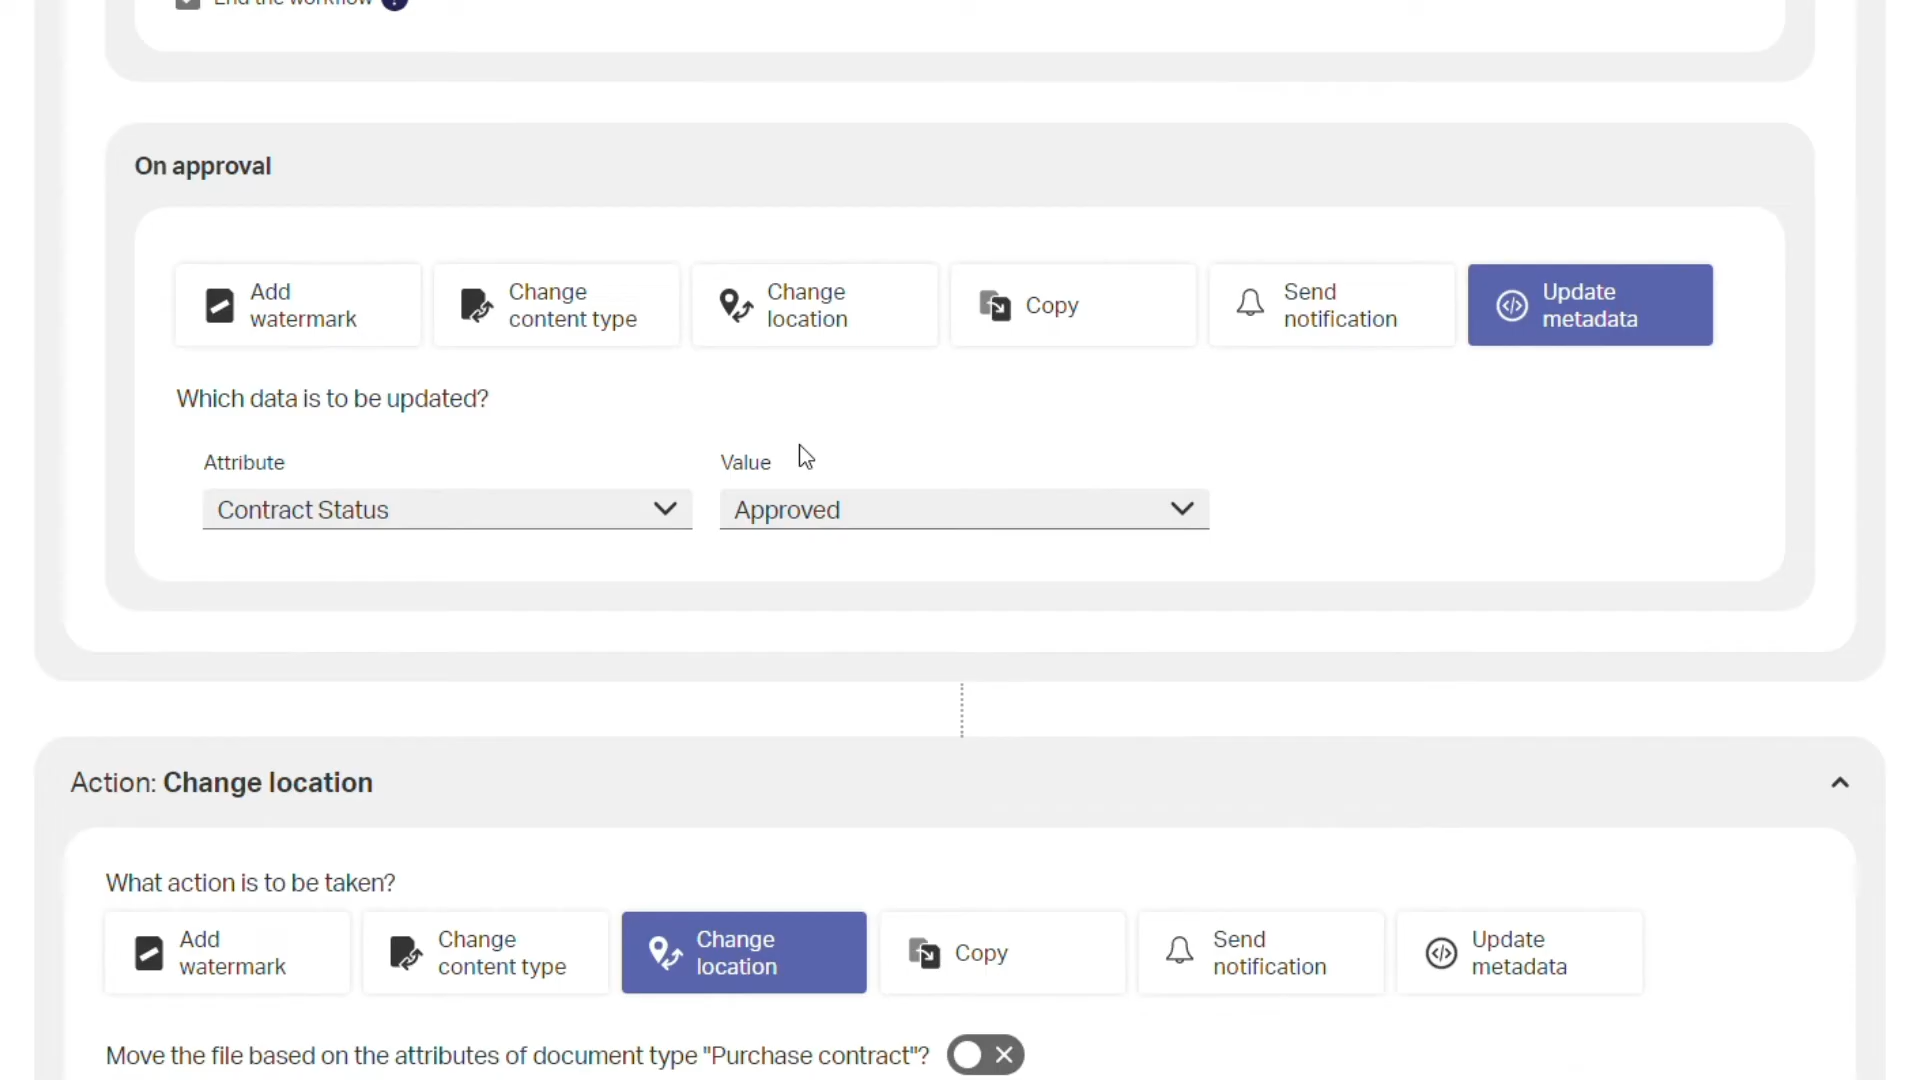 End the workflow
On approval
Add watermark
Change content type
Change location
Copy
Send notification
Update metadata
Which data is to be updated?
Attribute
Value
Contract Status
Approved
Action: Change location
What action is to be taken?
Add watermark
Change content type
Change location
Copy
Send notification
Update metadata
Move the file based on the attributes of document type "Purchase contract"?